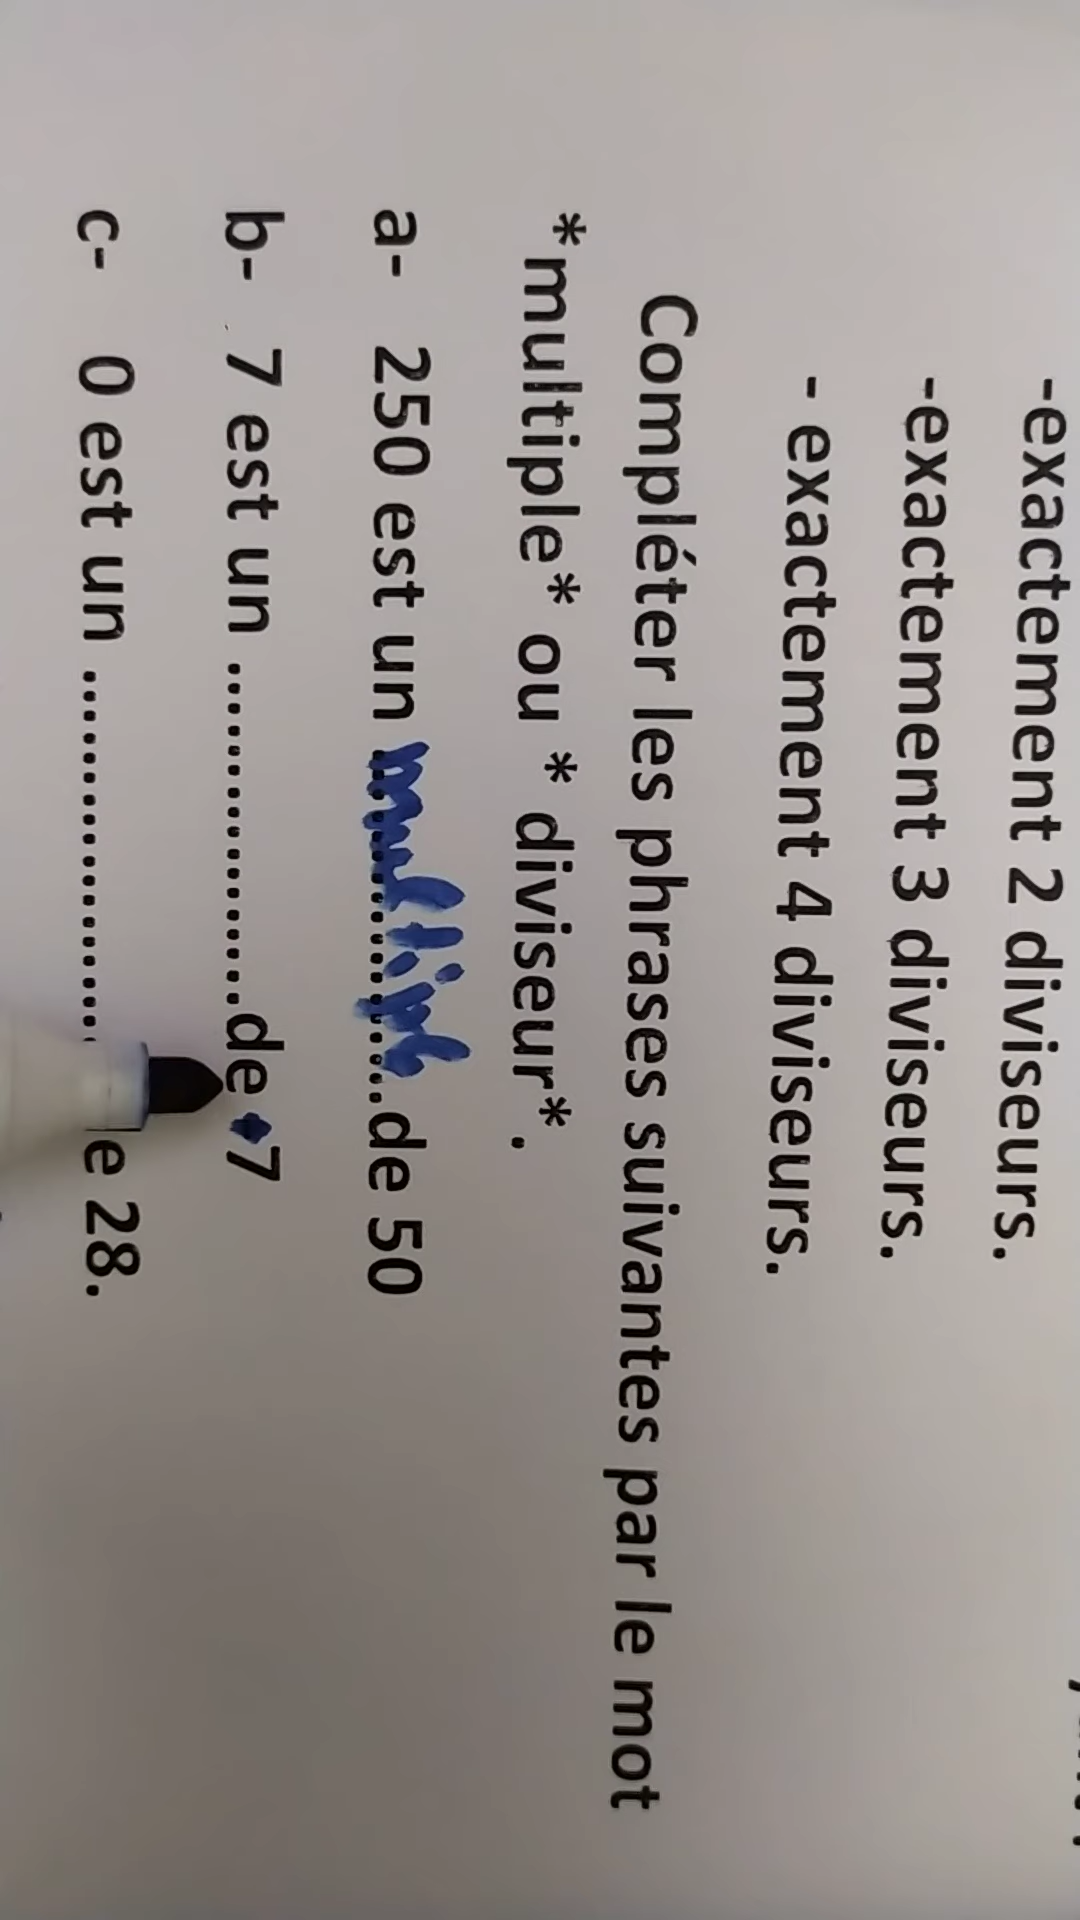 -exactement 2 diviseurs.
-exactement 3 diviseurs.
- exactement 4 diviseurs.
Compléter les phrases suivantes par le mot
*multiple* ou * diviseur*.
a- 250 est un multiple de 50
b- 7 est un ........................de 7
c- 0 est un ........................e 28.